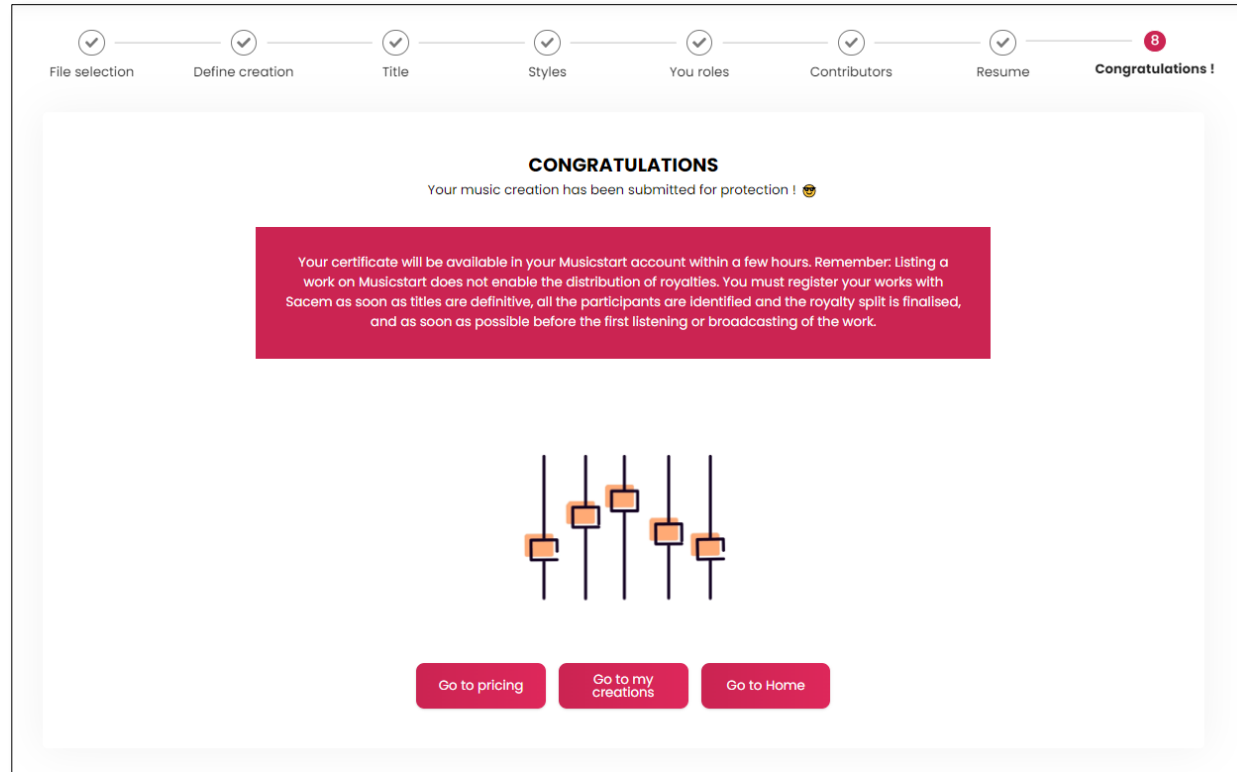 8
File selection
Define creation
Title
Styles
You roles
Contributors
Resume
Congratulations !
CONGRATULATIONS
Your music creation has been submitted for protection ! 🤓
Your certificate will be available in your Musicstart account within a few hours. Remember: Listing a
work on Musicstart does not enable the distribution of royalties. You must register your works with
Sacem as soon as titles are definitive, all the participants are identified and the royalty split is finalised,
and as soon as possible before the first listening or broadcasting of the work.
Go to pricing
Go to my
creations
Go to Home